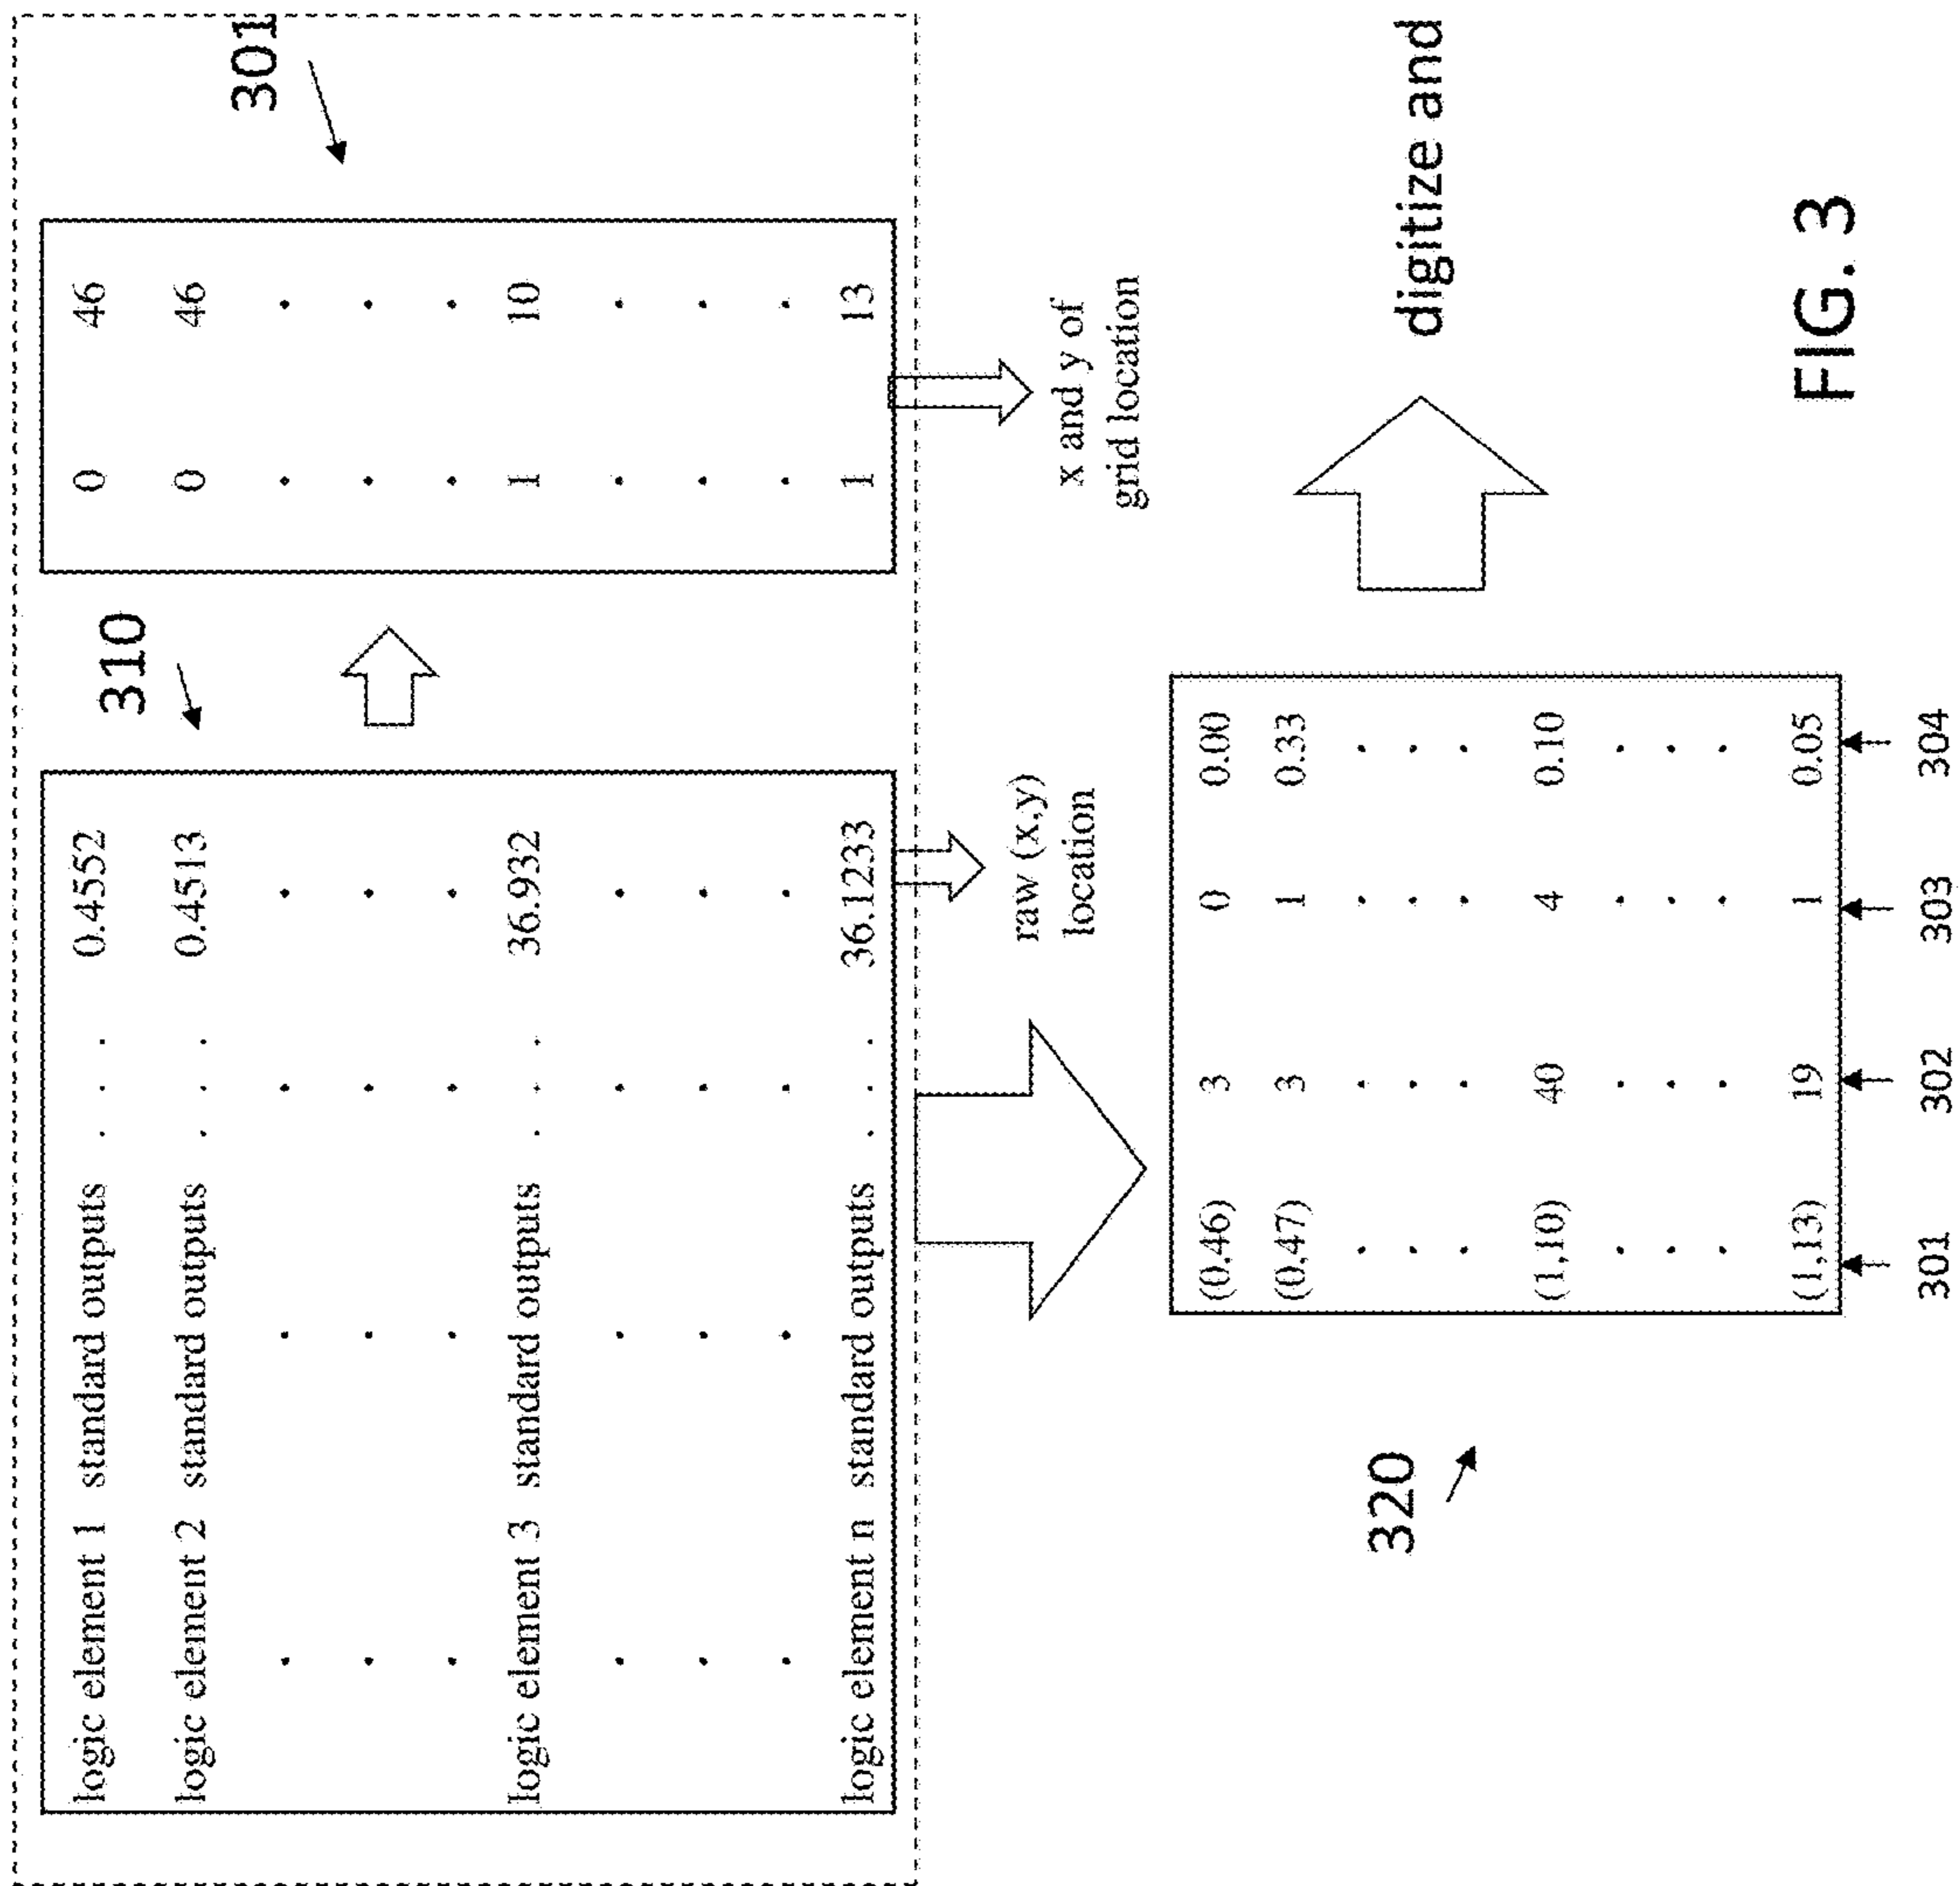 301
310
logic element 1 standard outputs . . . 0.4552
logic element 2 standard outputs . . . 0.4513
logic element 3 standard outputs . . . 36.932
logic element n standard outputs . . . 36.1233
0 46
0 46
1 10
1 13
raw (x,y)
location
x and y of
grid location
320
(0,46) 3 0 0.00
(0,47) 3 1 0.33
(1,10) 40 4 0.10
(1,13) 19 1 0.05
301 302 303 304
digitize and
FIG. 3